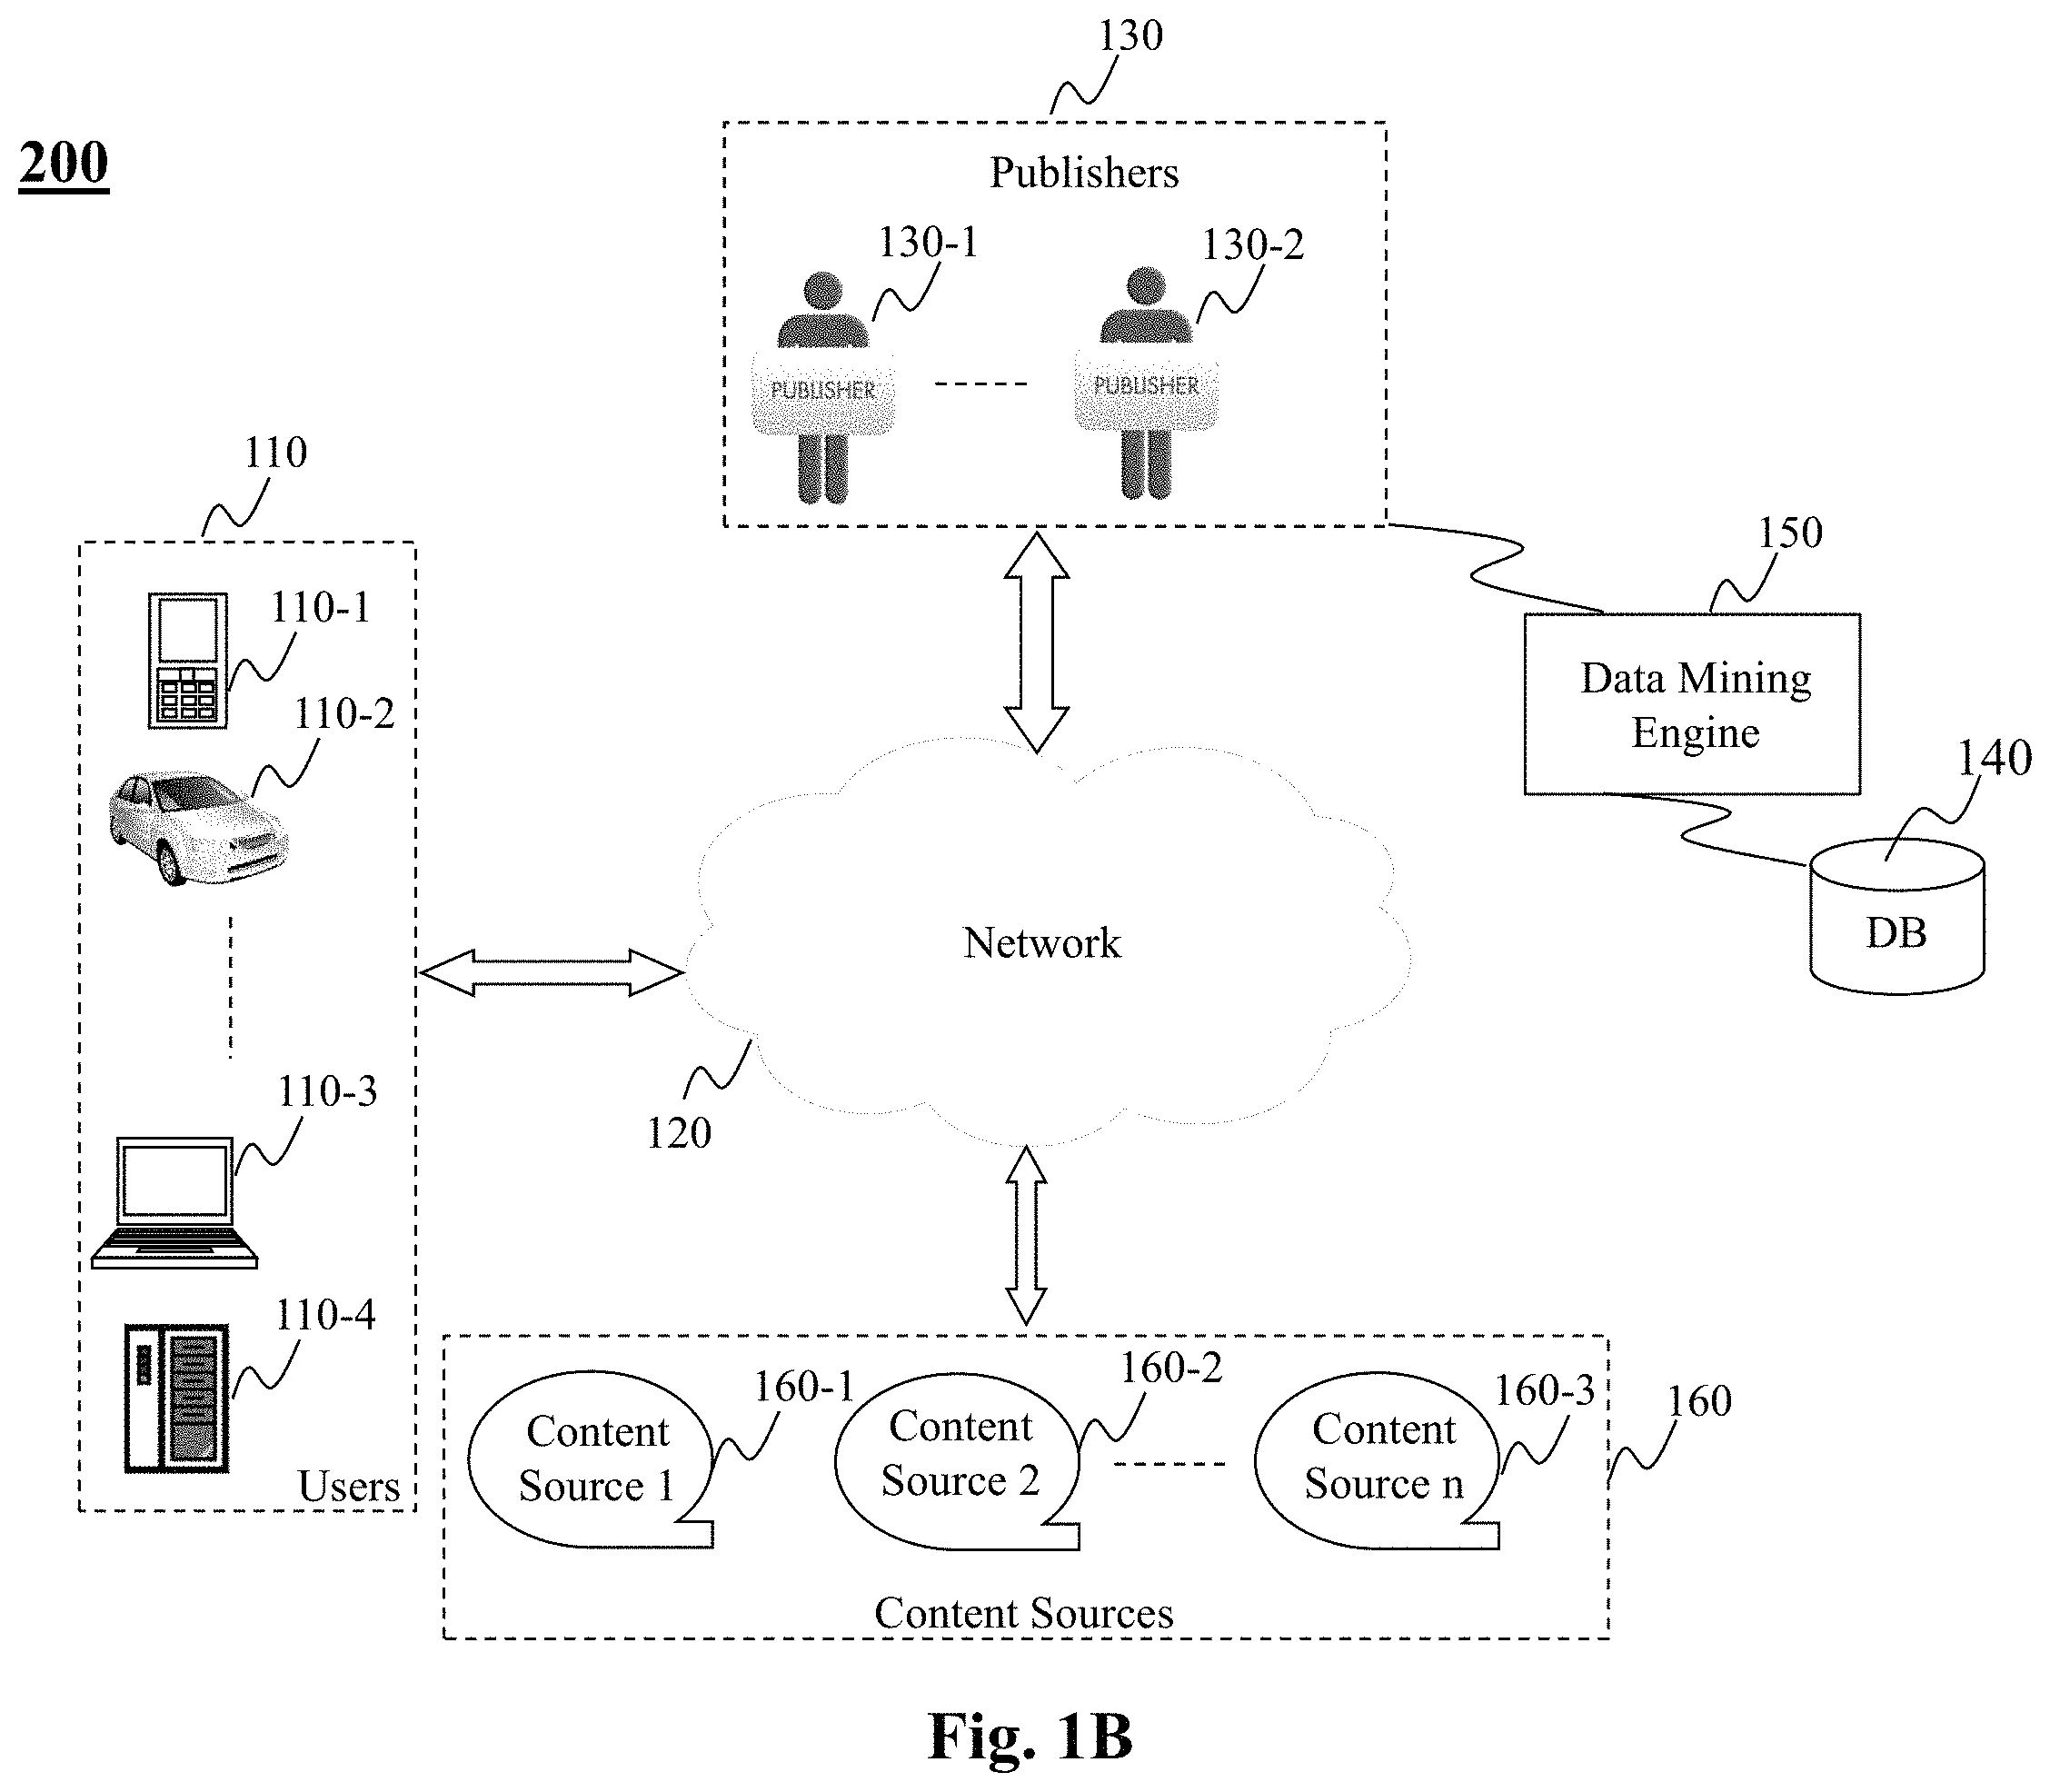 130
200
Publishers
130-1
130-2
PUBLISHER
PUBLISHER
110
150
110-1
Data Mining
Engine
110-2
140
DB
Network
110-3
120
110-4
160-1
160-2
160-3
160
Content
Source 1
Content
Source 2
Content
Source n
Users
Content Sources
Fig. 1B